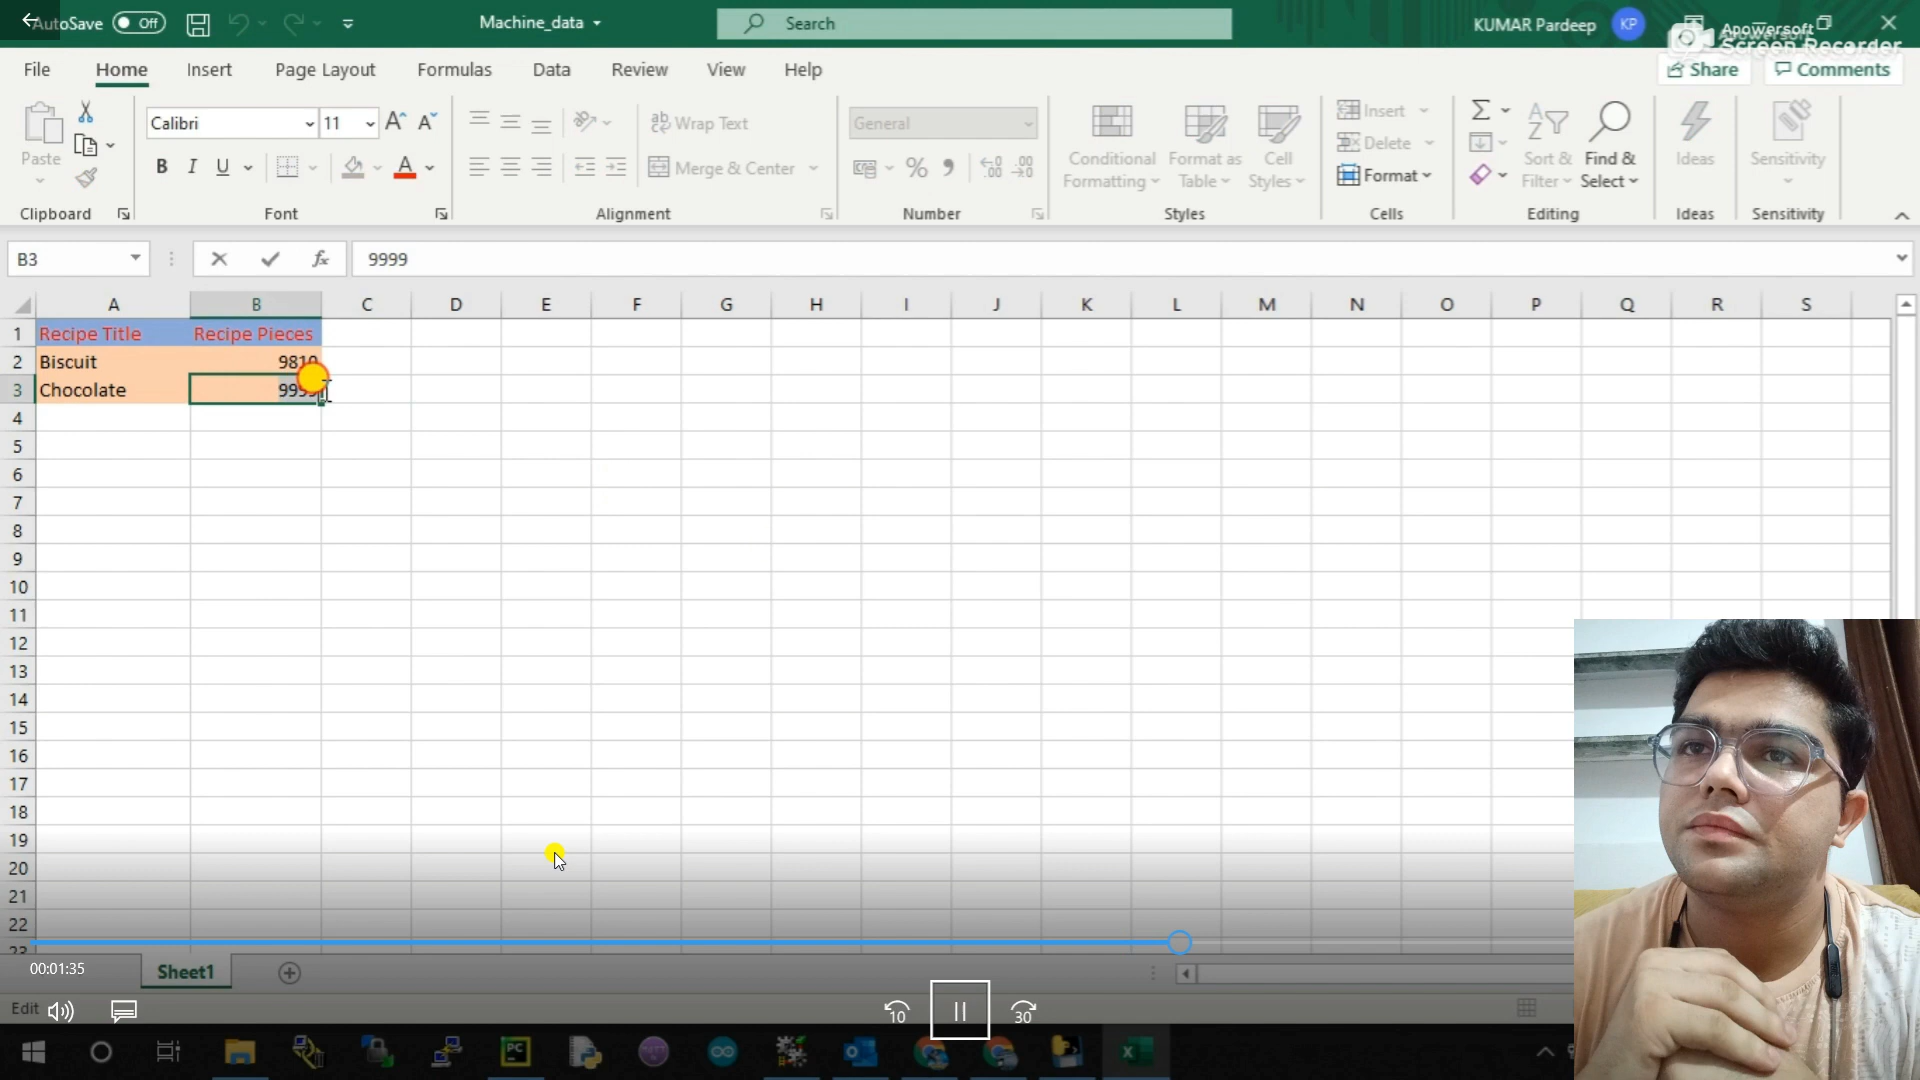 AutoSave Off Machine_data Search KUMAR Pardeep KP Apowersoft
Screen Recorder
File Home Insert Page Layout Formulas Data Review View Help Share Comments
Paste Calibri 11 A A Wrap Text General Conditional Formatting Format as Table Cell Styles Insert Delete Format Sort & Filter Find & Select Ideas Sensitivity
B I U A Merge & Center % ,
Clipboard Font Alignment Number Styles Cells Editing Ideas Sensitivity
B3 fx 9999
A B C D E F G H I J K L M N O P Q R S
1 Recipe Title Recipe Pieces
2 Biscuit 9810
3 Chocolate
4
5
6
7
8
9
10
11
12
13
14
15
16
17
18
19
20
21
22
23
00:01:35 Sheet1
Edit 10 30
PC